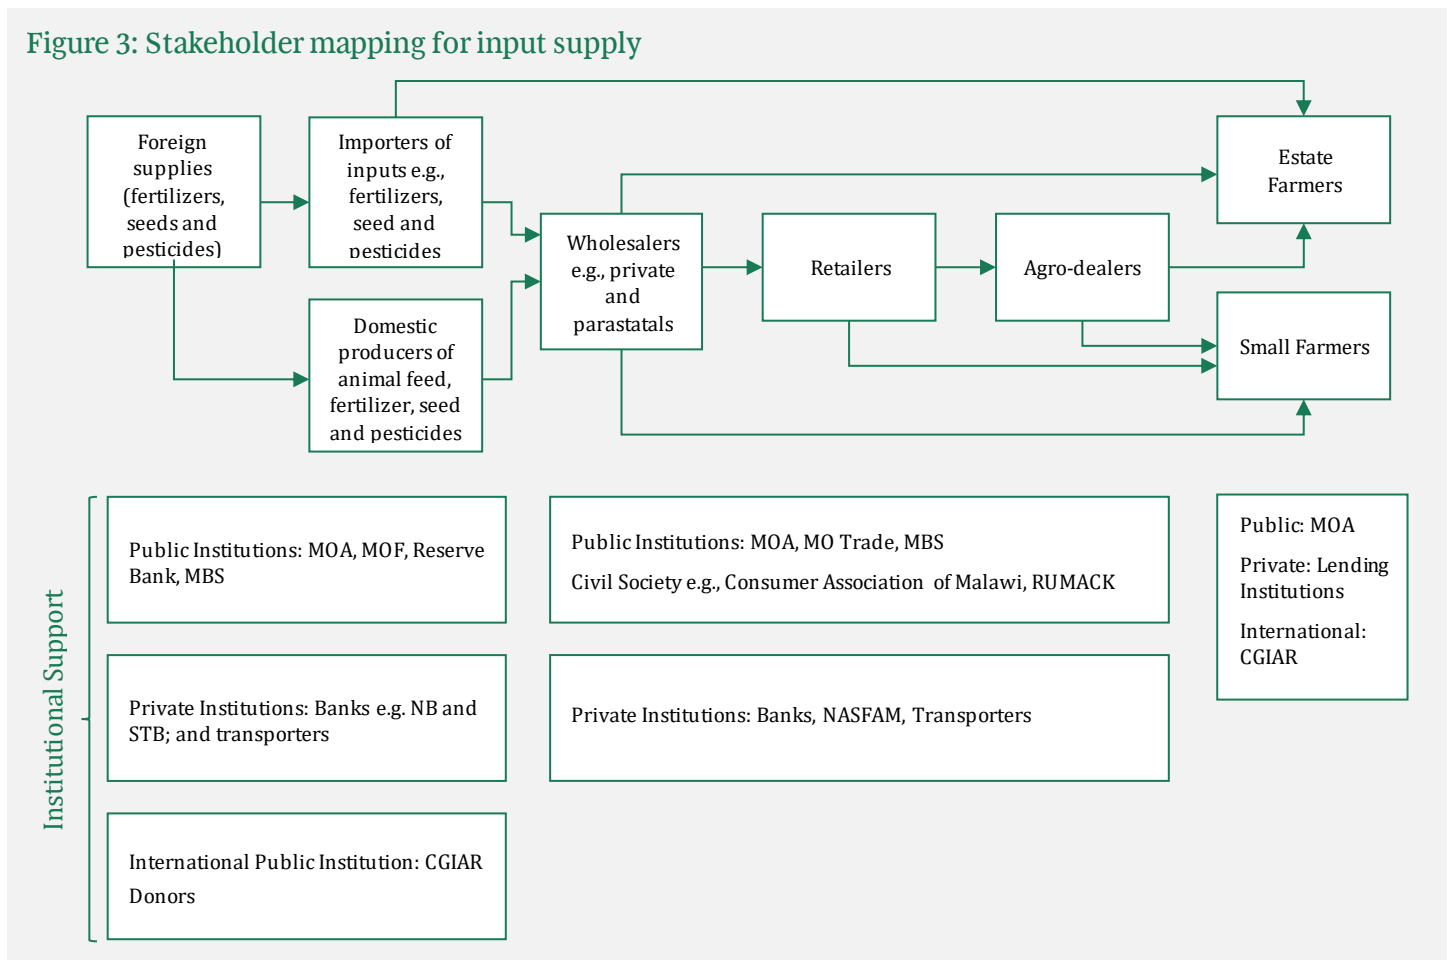 Figure 3: Stakeholder mapping for input supply
Foreign
supplies
(fertilizers,
seeds and
pesticides)
Importers of
inputs e.g.,
fertilizers,
seed and
pesticides
Domestic
producers of
animal feed,
fertilizer, seed
and pesticides
Wholesalers
e.g., private
and
parastatals
Retailers
Agro-dealers
Estate
Farmers
Small Farmers
Institutional Support
Public Institutions: MOA, MOF, Reserve
Bank, MBS
Private Institutions: Banks e.g. NB and
STB; and transporters
International Public Institution: CGIAR
Donors
Public Institutions: MOA, MO Trade, MBS
Civil Society e.g., Consumer Association of Malawi, RUMACK
Private Institutions: Banks, NASFAM, Transporters
Public: MOA
Private: Lending
Institutions
International:
CGIAR